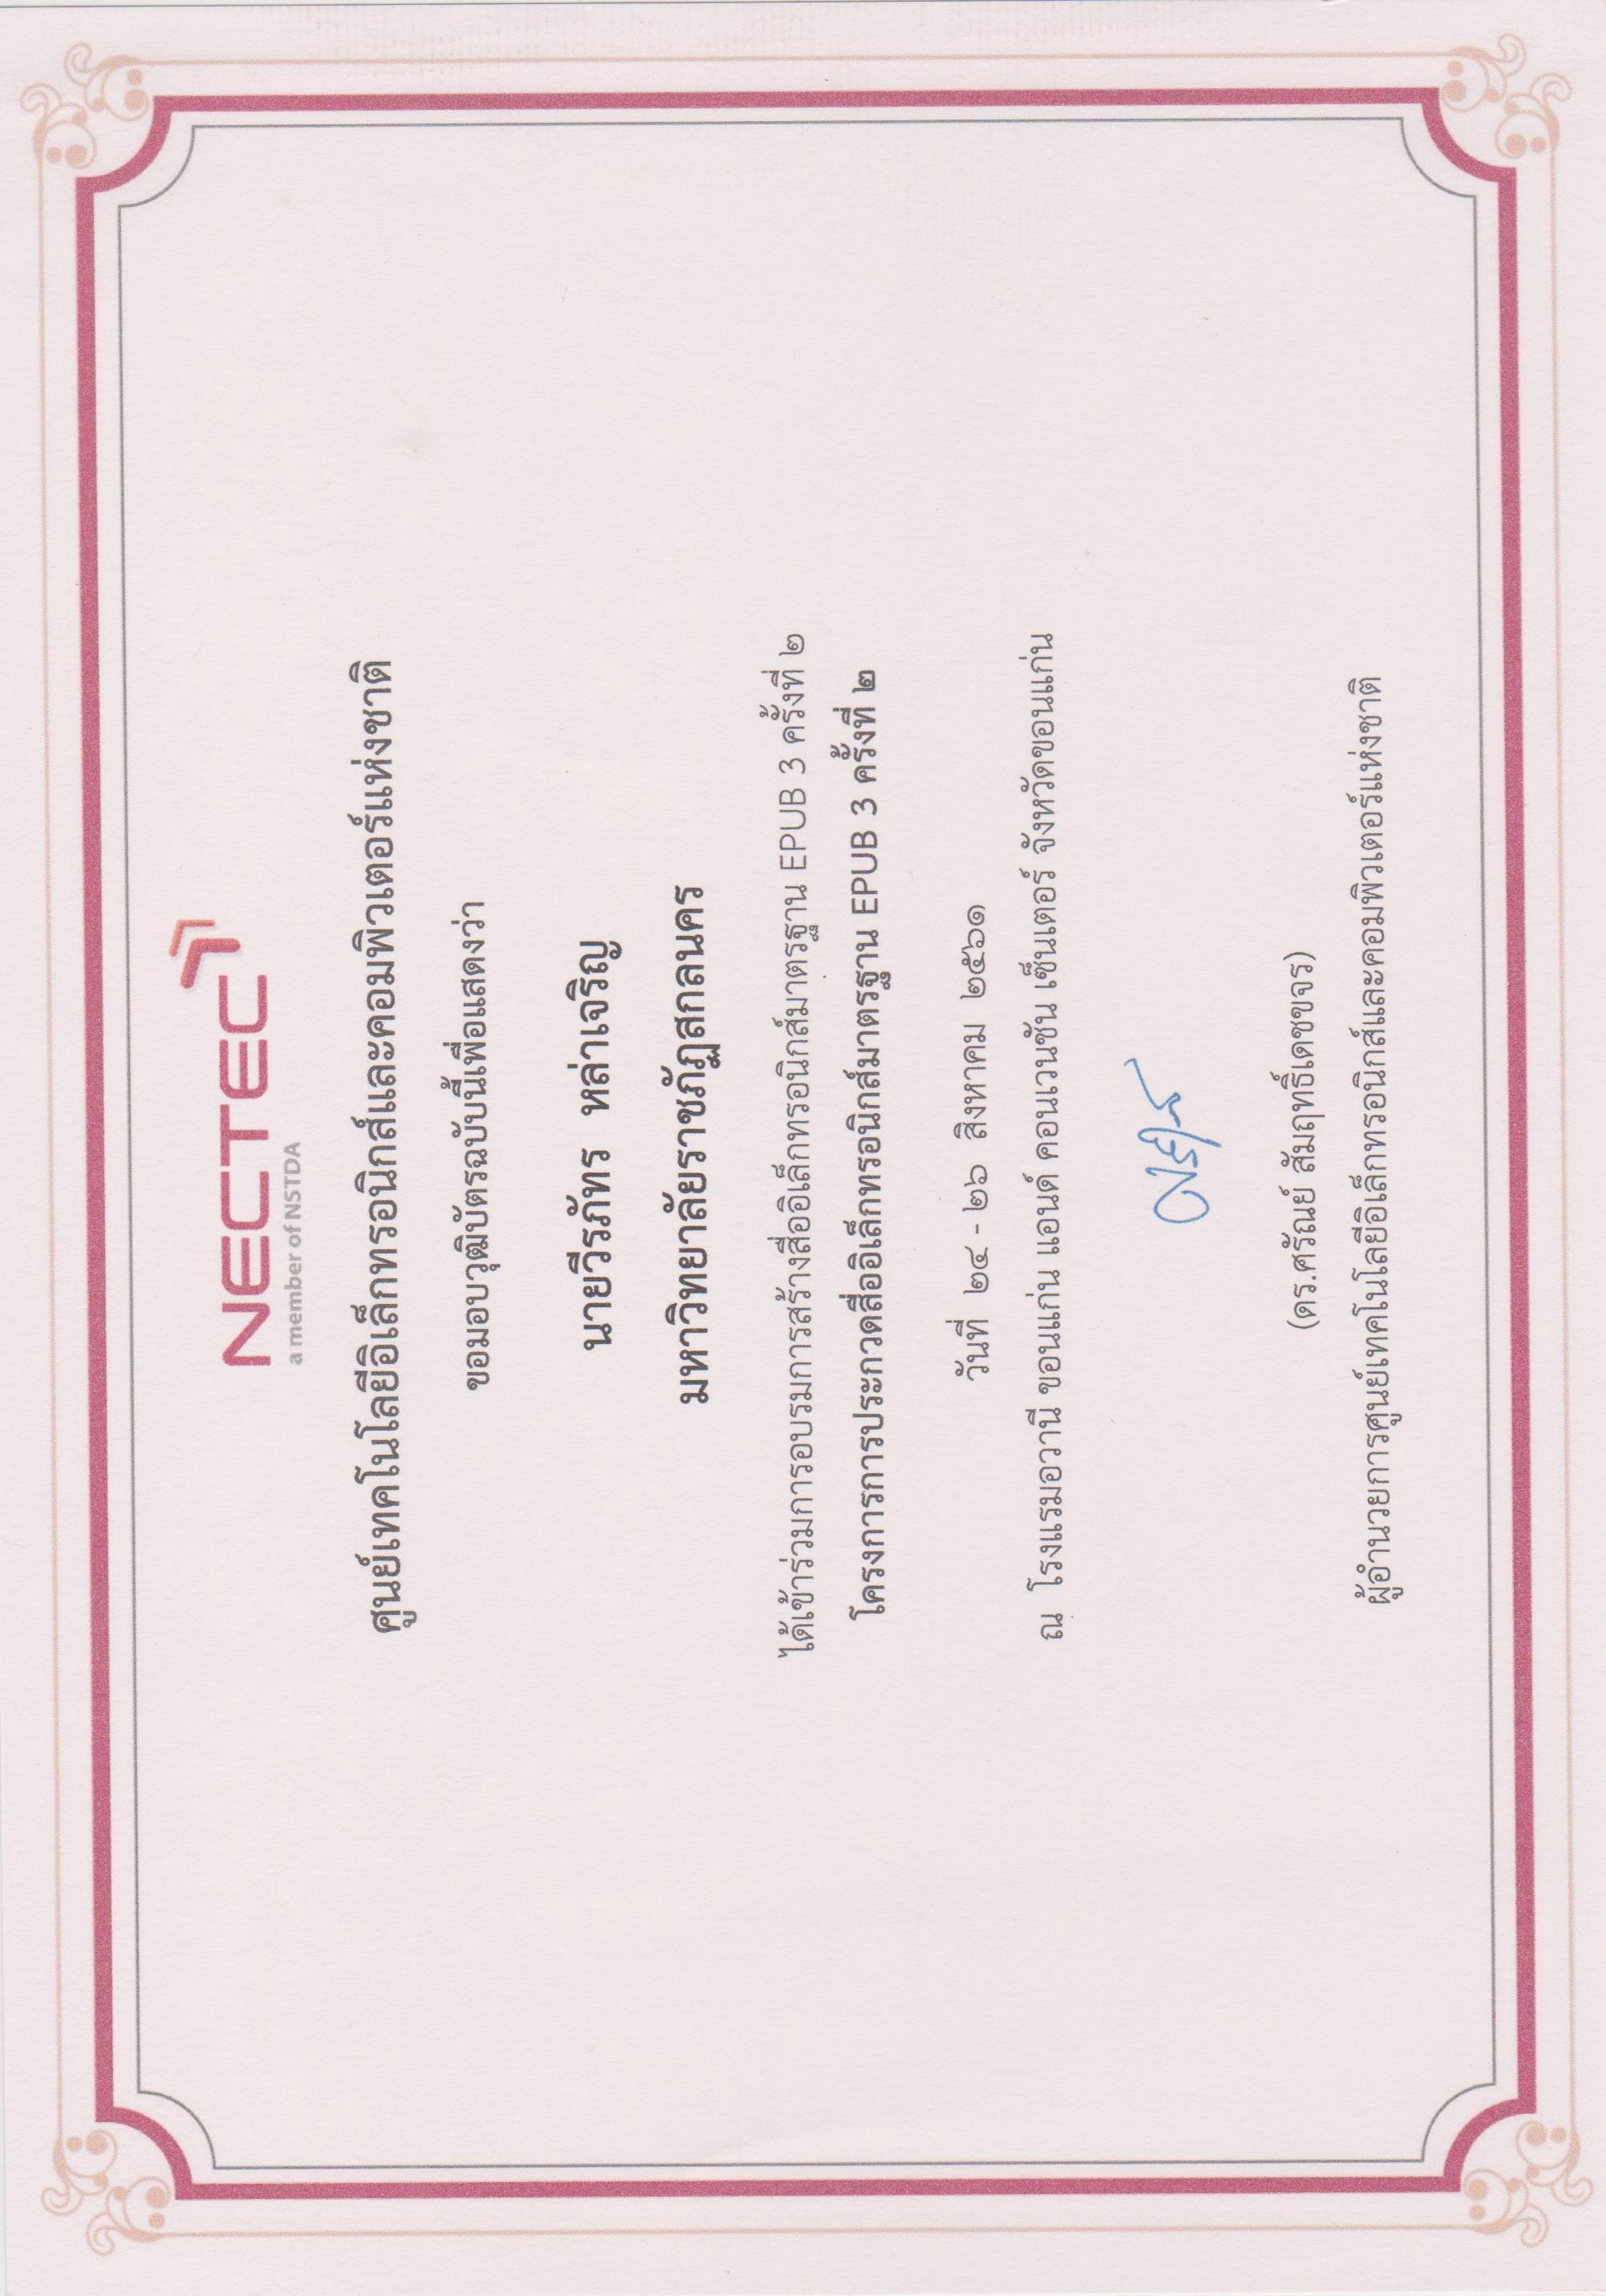 NECTEC
a member of NSTDA
ศูนย์เทคโนโลยีอิเล็กทรอนิกส์และคอมพิวเตอร์แห่งชาติ
ขอมอบวุฒิบัตรฉบับนี้เพื่อแสดงว่า
นายวีรภัทร หล่าเจริญ
มหาวิทยาลัยราชภัฏสกลนคร
ได้เข้าร่วมการอบรมการสร้างสื่ออิเล็กทรอนิกส์มาตรฐาน EPUB 3 ครั้งที่ ๒
โครงการการประกวดสื่ออิเล็กทรอนิกส์มาตรฐาน EPUB 3 ครั้งที่ ๒
วันที่ ๒๔ - ๒๖ สิงหาคม ๒๕๖๑
ณ โรงแรมอวานี ขอนแก่น แอนด์ คอนเวนชัน เซ็นเตอร์ จังหวัดขอนแก่น
(ดร.ศรัณย์ สัมฤทธิ์เดชขจร)
ผู้อำนวยการศูนย์เทคโนโลยีอิเล็กทรอนิกส์และคอมพิวเตอร์แห่งชาติ